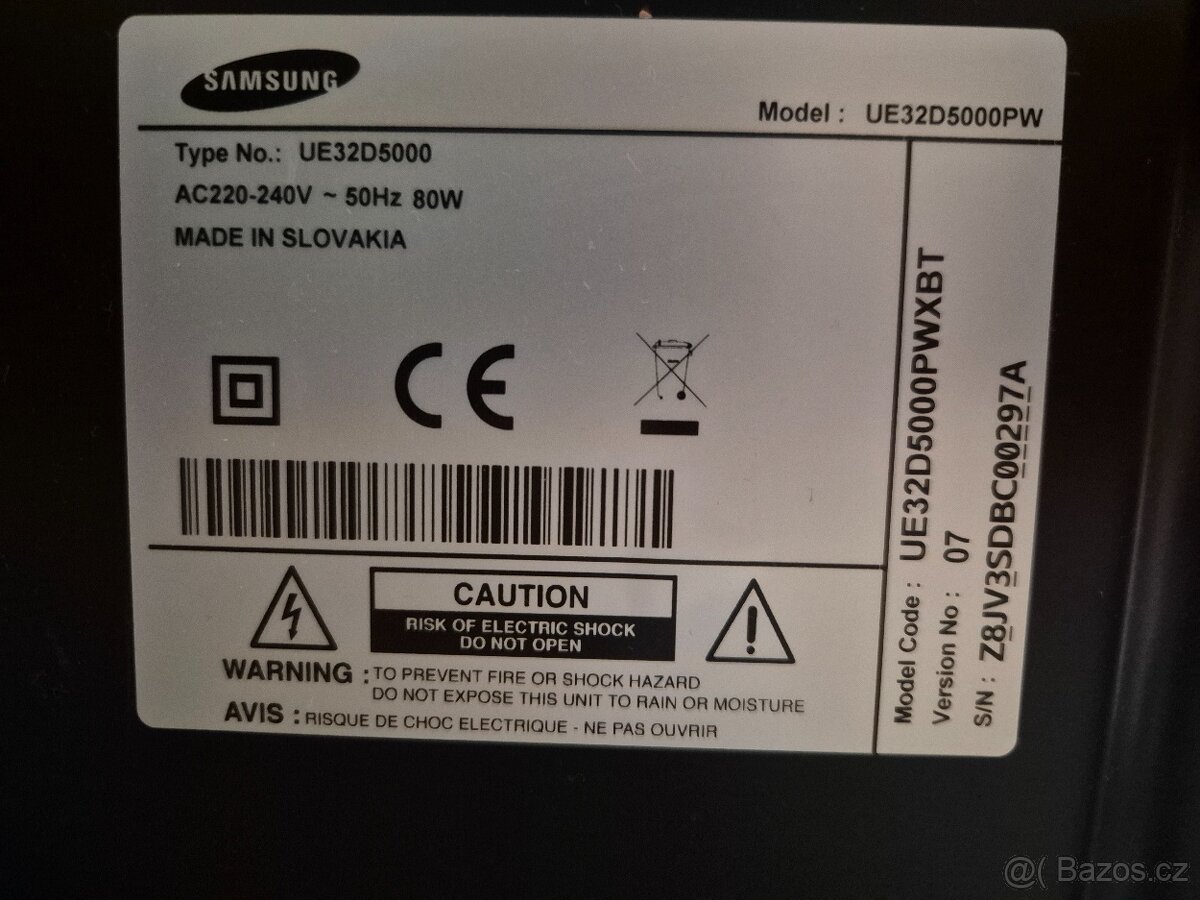 SAMSUNG
Model : UE32D5000PW
Type No.: UE32D5000
AC220-240V ~ 50Hz 80W
MADE IN SLOVAKIA
CE
CAUTION
RISK OF ELECTRIC SHOCK
DO NOT OPEN
WARNING : TO PREVENT FIRE OR SHOCK HAZARD
DO NOT EXPOSE THIS UNIT TO RAIN OR MOISTURE
AVIS : RISQUE DE CHOC ELECTRIQUE - NE PAS OUVRIR
Model Code : UE32D5000PWXBT
Version No : 07
S/N : Z8JV3SDBC00297A
@( Bazos.cz